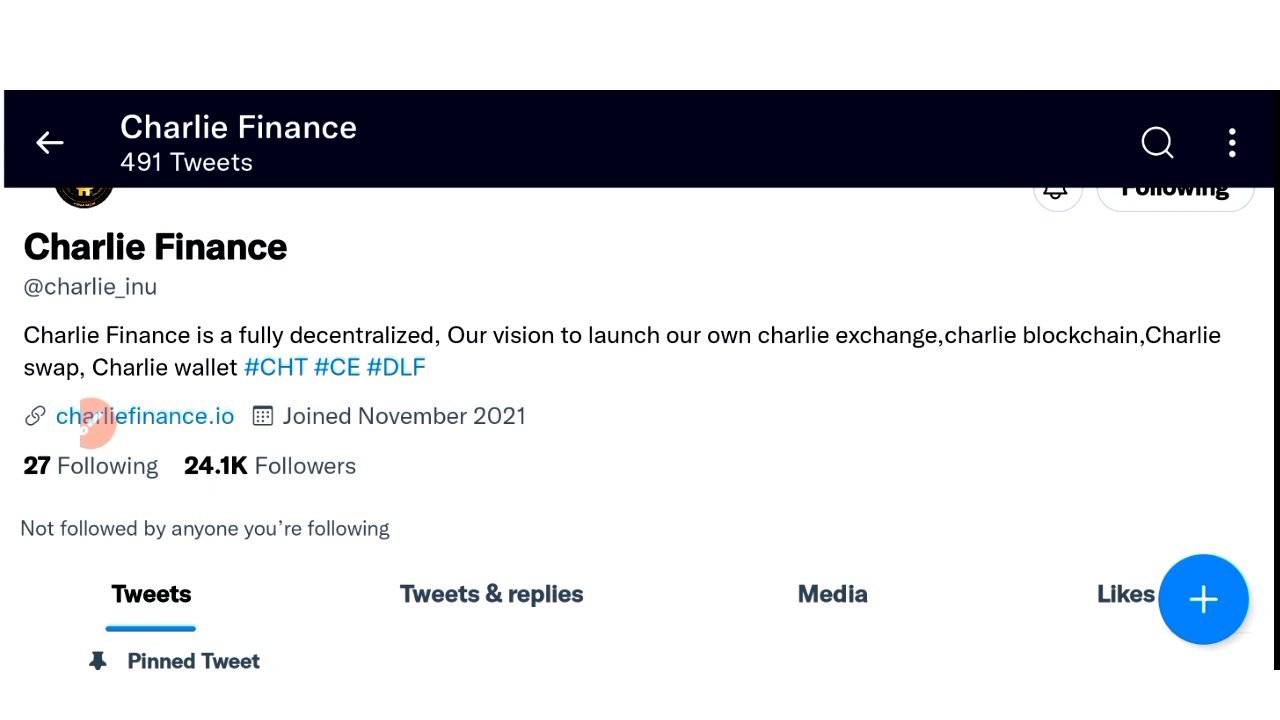 Charlie Finance
491 Tweets
Following
Charlie Finance
@charlie_inu
Charlie Finance is a fully decentralized, Our vision to launch our own charlie exchange,charlie blockchain,Charlie
swap, Charlie wallet #CHT #CE #DLF
charliefinance.io Joined November 2021
27 Following 24.1K Followers
Not followed by anyone you're following
Tweets Tweets & replies Media Likes
Pinned Tweet